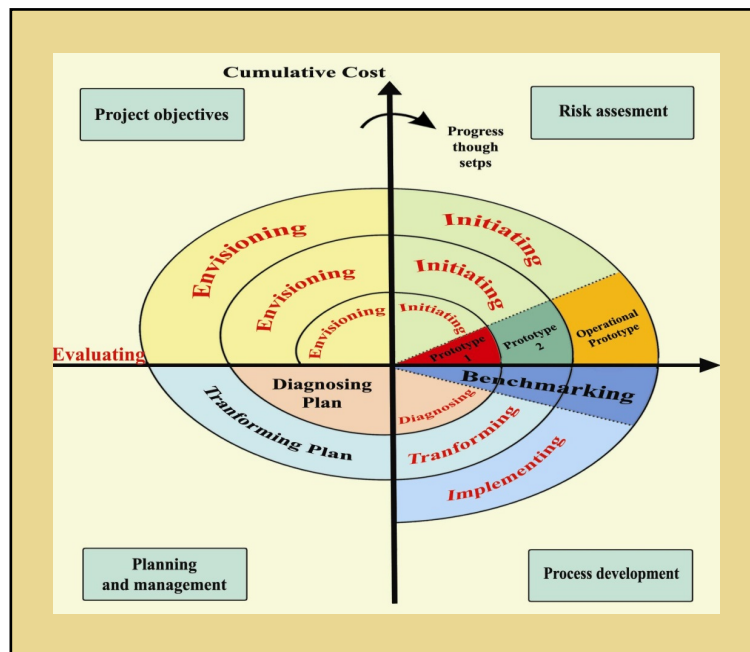 Cumulative Cost
Project objectives
Risk assesment
Progress
though
setps
Envisioning
Initiating
Envisioning
Initiating
Envisioning
Initiating
Prototype
1
Prototype
2
Operational
Prototype
Evaluating
Benchmarking
Diagnosing
Plan
Diagnosing
Tranforming Plan
Tranforming
Implementing
Planning
and management
Process development